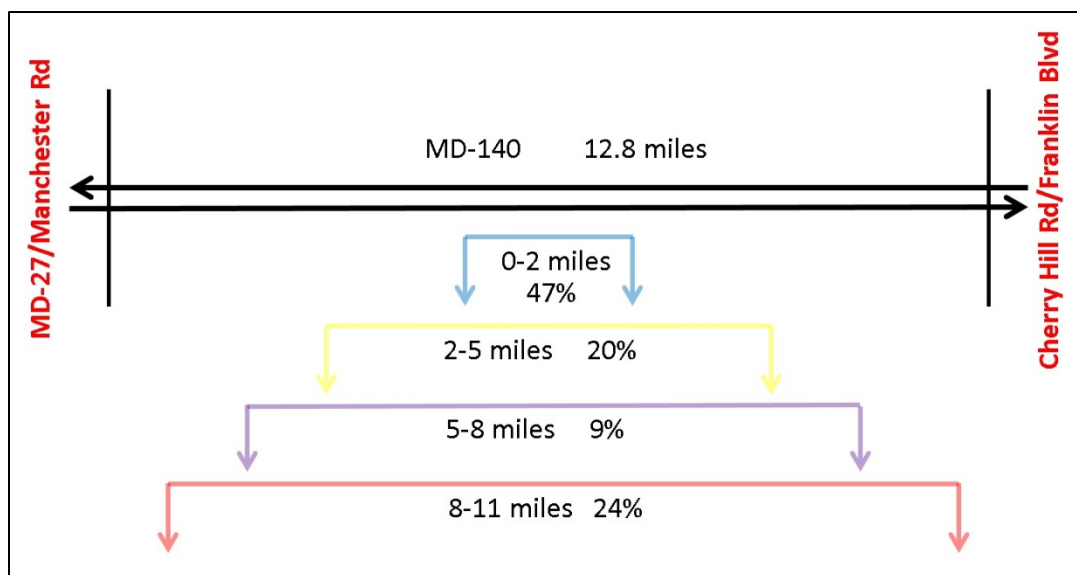 MD-27/Manchester Rd
MD-140 12.8 miles
Cherry Hill Rd/Franklin Blvd
0-2 miles
47%
2-5 miles 20%
5-8 miles 9%
8-11 miles 24%